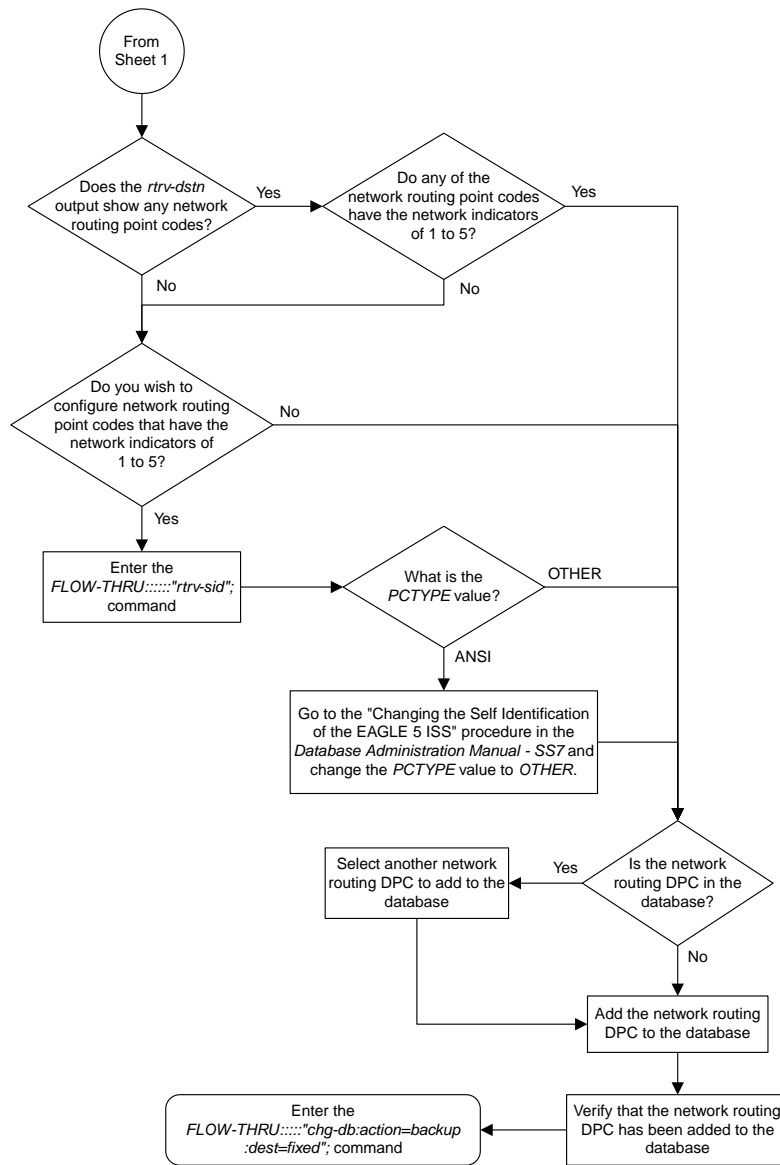 From
Sheet 1
Does the rtrv-dstn
output show any network
routing point codes?
Yes
Do any of the
network routing point codes
have the network indicators
of 1 to 5?
Yes
No
No
Do you wish to
configure network routing
point codes that have the
network indicators of
1 to 5?
No
Yes
Enter the
FLOW-THRU::::::"rtrv-sid";
command
What is the
PCTYPE value?
OTHER
ANSI
Go to the "Changing the Self Identification
of the EAGLE 5 ISS" procedure in the
Database Administration Manual - SS7 and
change the PCTYPE value to OTHER.
Select another network
routing DPC to add to the
database
Yes
Is the network
routing DPC in the
database?
No
Add the network routing
DPC to the database
Enter the
FLOW-THRU:::::"chg-db:action=backup
:dest=fixed"; command
Verify that the network routing
DPC has been added to the
database